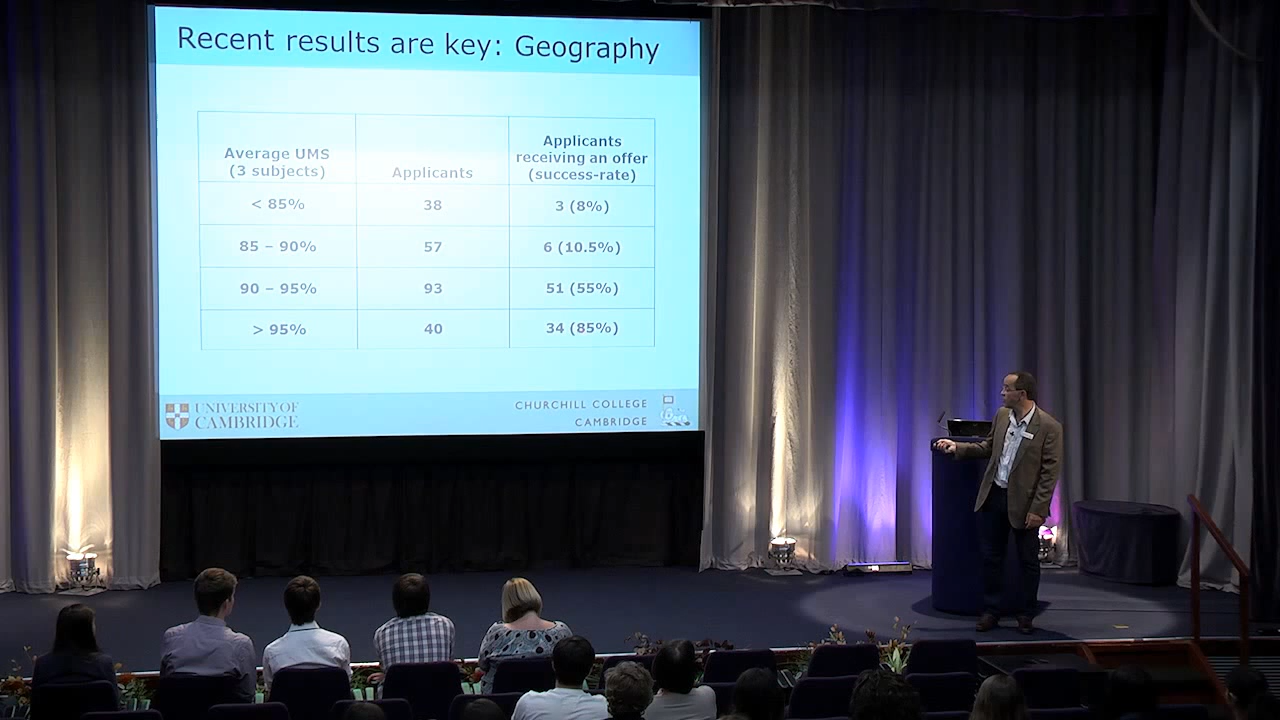 Recent results are key: Geography
Average UMS
(3 subjects)
Applicants
Applicants
receiving an offer
(success-rate)
< 85%
38
3 (8%)
85 – 90%
57
6 (10.5%)
90 – 95%
93
51 (55%)
> 95%
40
34 (85%)
UNIVERSITY OF
CAMBRIDGE
CHURCHILL COLLEGE
CAMBRIDGE